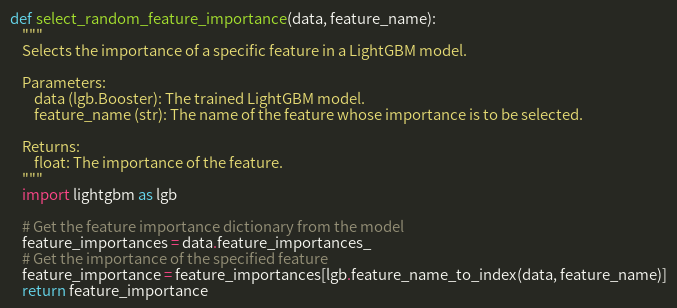 def select_random_feature_importance(data, feature_name):
"""
Selects the importance of a specific feature in a LightGBM model.
Parameters:
data (lgb.Booster): The trained LightGBM model.
feature_name (str): The name of the feature whose importance is to be selected.
Returns:
float: The importance of the feature.
"""
import lightgbm as lgb
# Get the feature importance dictionary from the model
feature_importances = data.feature_importances_
# Get the importance of the specified feature
feature_importance = feature_importances[lgb.feature_name_to_index(data, feature_name)]
return feature_importance